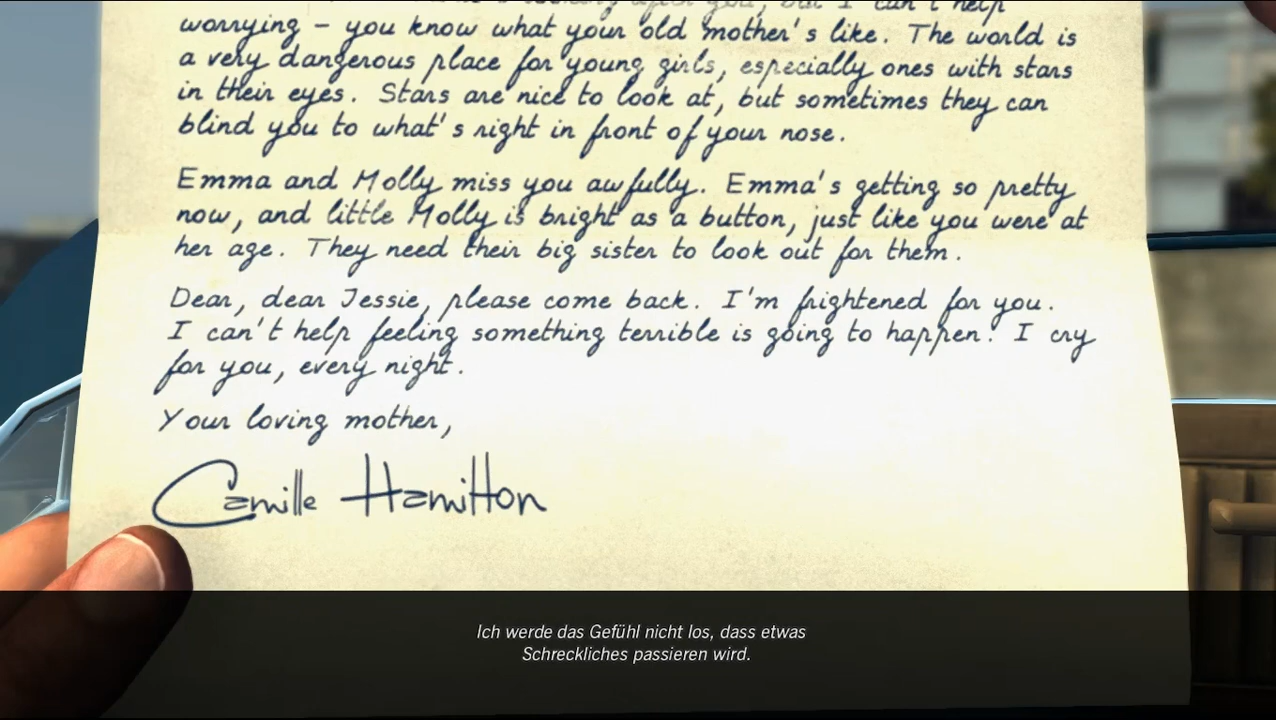 looking after you, but I can't help
worrying – you know what your old mother's like. The world is
a very dangerous place for young girls, especially ones with stars
in their eyes. Stars are nice to look at, but sometimes they can
blind you to what's right in front of your nose.
Emma and Molly miss you awfully. Emma's getting so pretty
now, and little Molly is bright as a button, just like you were at
her age. They need their big sister to look out for them.
Dear, dear Jessie, please come back. I'm frightened for you.
I can't help feeling something terrible is going to happen. I cry
for you, every night.
Your loving mother,
Camille Hamilton
Ich werde das Gefühl nicht los, dass etwas
Schreckliches passieren wird.